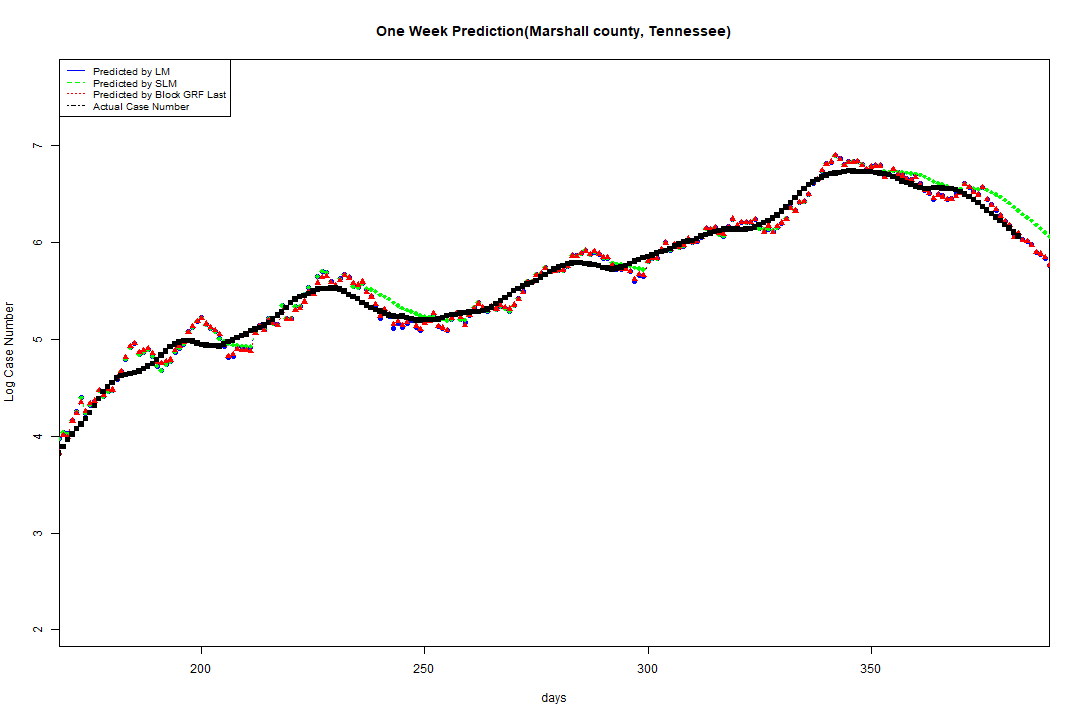 One Week Prediction(Marshall county, Tennessee)
Predicted by LM
Predicted by SLM
Predicted by Block GRF Last
Actual Case Number
7
6
5
4
3
2
Log Case Number
200 250 300 350
days